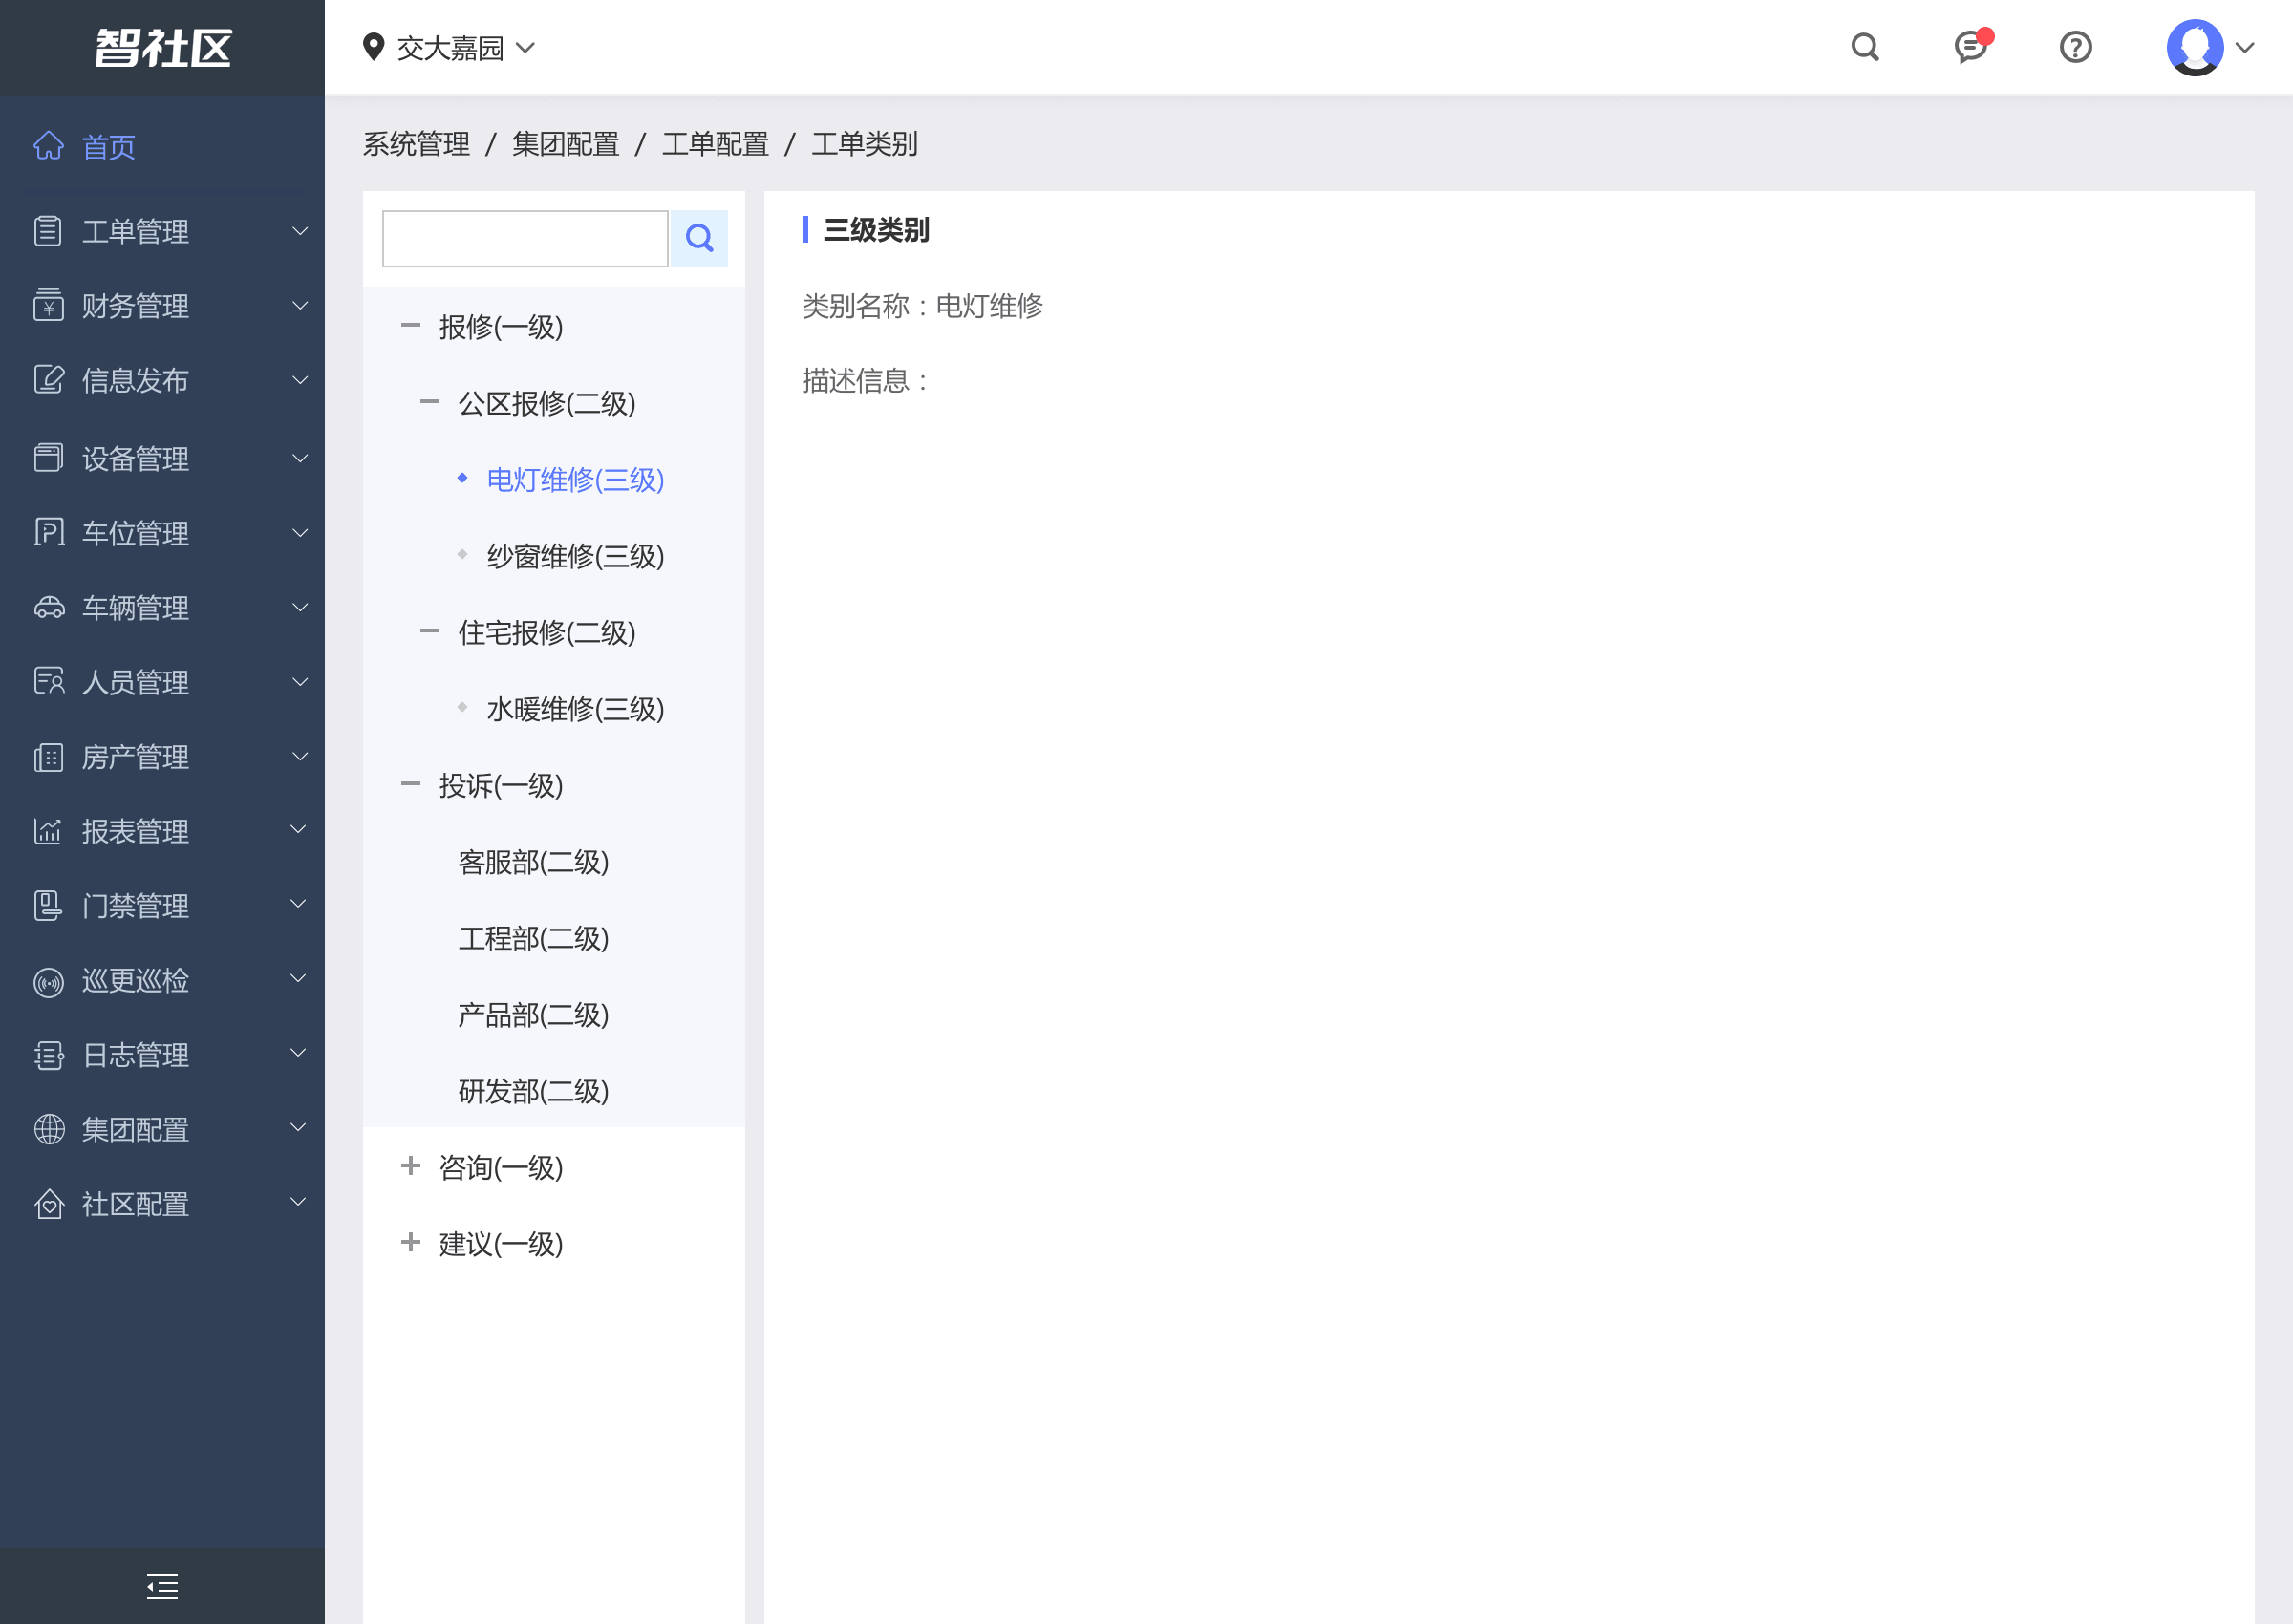 智社区
交大嘉园
首页
工单管理
财务管理
信息发布
设备管理
车位管理
车辆管理
人员管理
房产管理
报表管理
门禁管理
巡更巡检
日志管理
集团配置
社区配置
系统管理 / 集团配置 / 工单配置 / 工单类别
报修(一级)
公区报修(二级)
电灯维修(三级)
纱窗维修(三级)
住宅报修(二级)
水暖维修(三级)
投诉(一级)
客服部(二级)
工程部(二级)
产品部(二级)
研发部(二级)
咨询(一级)
建议(一级)
三级类别
类别名称：电灯维修
描述信息：